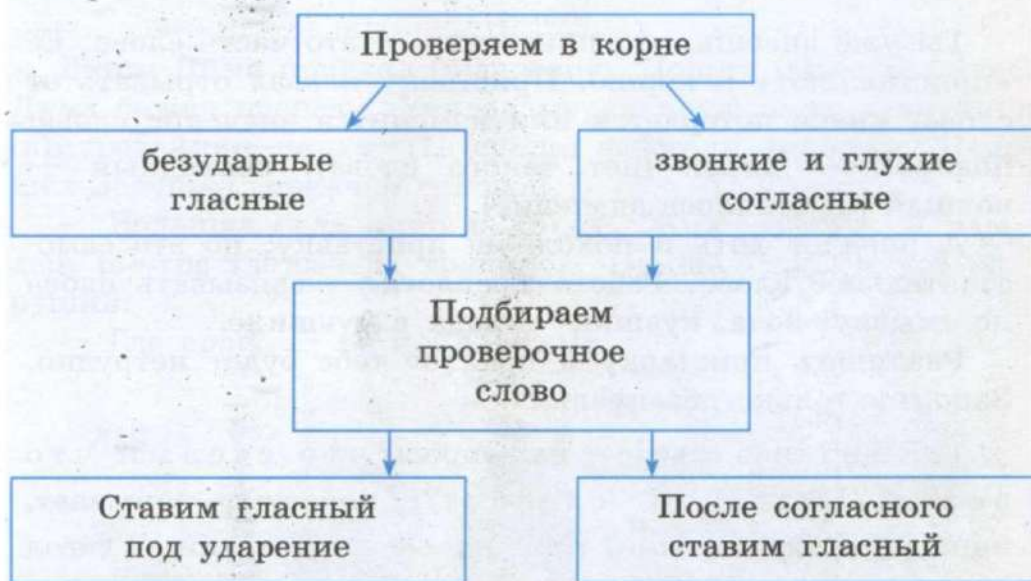 Проверяем в корне
безударные
гласные
звонкие и глухие
согласные
Подбираем
проверочное
слово
Ставим гласный
под ударение
После согласного
ставим гласный